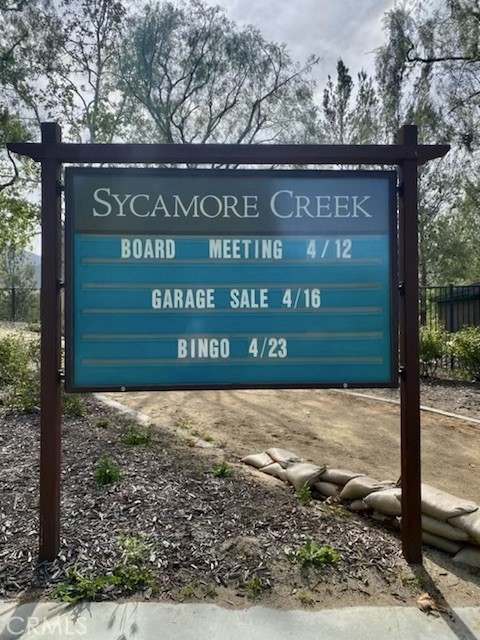 SYCAMORE CREEK
BOARD MEETING 4/12
GARAGE SALE 4/16
BINGO 4/23
CRMLS